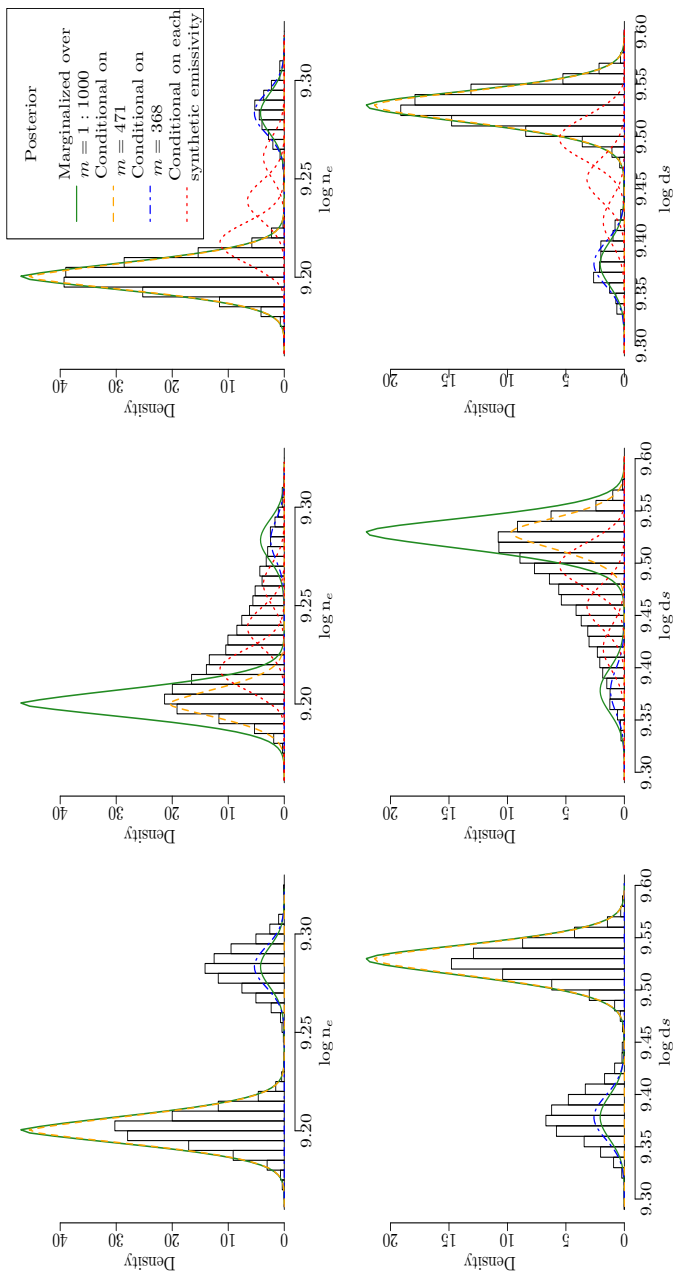 Density
0 10 20 30 40
9.20 9.25 9.30
log nₑ
Density
0 10 20 30 40
9.20 9.25 9.30
log nₑ
Density
0 10 20 30 40
9.20 9.25 9.30
log nₑ
Posterior
Marginalized over
m = 1 : 1000
Conditional on
m = 471
Conditional on
m = 368
Conditional on each
synthetic emissivity
Density
0 5 10 15 20
9.30 9.35 9.40 9.45 9.50 9.55 9.60
log ds
Density
0 5 10 15 20
9.30 9.35 9.40 9.45 9.50 9.55 9.60
log ds
Density
0 5 10 15 20
9.30 9.35 9.40 9.45 9.50 9.55 9.60
log ds